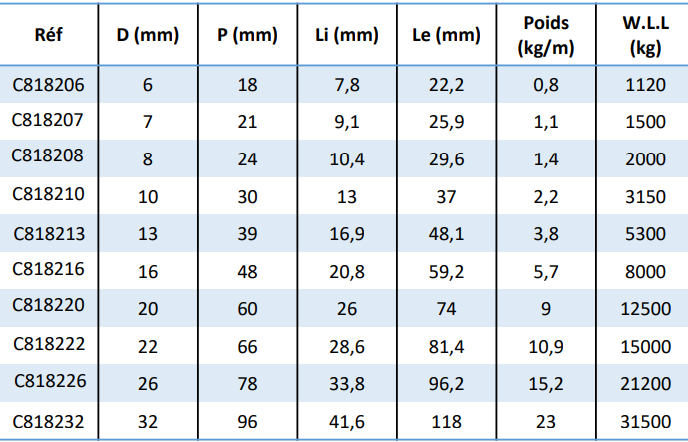 Réf D (mm) P (mm) Li (mm) Le (mm) Poids (kg/m) W.L.L (kg)
C818206 6 18 7,8 22,2 0,8 1120
C818207 7 21 9,1 25,9 1,1 1500
C818208 8 24 10,4 29,6 1,4 2000
C818210 10 30 13 37 2,2 3150
C818213 13 39 16,9 48,1 3,8 5300
C818216 16 48 20,8 59,2 5,7 8000
C818220 20 60 26 74 9 12500
C818222 22 66 28,6 81,4 10,9 15000
C818226 26 78 33,8 96,2 15,2 21200
C818232 32 96 41,6 118 23 31500